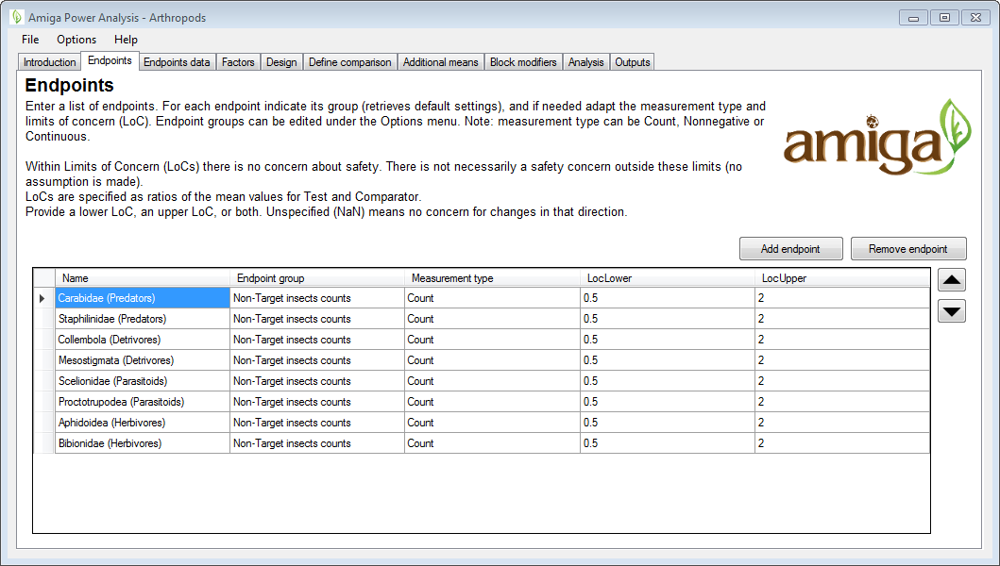 Amiga Power Analysis - Arthropods
File Options Help
Introduction Endpoints Endpoints data Factors Design Define comparison Additional means Block modifiers Analysis Outputs
Endpoints
Enter a list of endpoints. For each endpoint indicate its group (retrieves default settings), and if needed adapt the measurement type and
limits of concern (LoC). Endpoint groups can be edited under the Options menu. Note: measurement type can be Count, Nonnegative or
Continuous.
Within Limits of Concern (LoCs) there is no concern about safety. There is not necessarily a safety concern outside these limits (no
assumption is made).
LoCs are specified as ratios of the mean values for Test and Comparator.
Provide a lower LoC, an upper LoC, or both. Unspecified (NaN) means no concern for changes in that direction.
amiga
Add endpoint Remove endpoint
Name Endpoint group Measurement type LocLower LocUpper
Carabidae (Predators) Non-Target insects counts Count 0.5 2
Staphilinidae (Predators) Non-Target insects counts Count 0.5 2
Collembola (Detrivores) Non-Target insects counts Count 0.5 2
Mesostigmata (Detrivores) Non-Target insects counts Count 0.5 2
Scelionidae (Parasitoids) Non-Target insects counts Count 0.5 2
Proctotrupodea (Parasitoids) Non-Target insects counts Count 0.5 2
Aphidoidea (Herbivores) Non-Target insects counts Count 0.5 2
Bibionidae (Herbivores) Non-Target insects counts Count 0.5 2